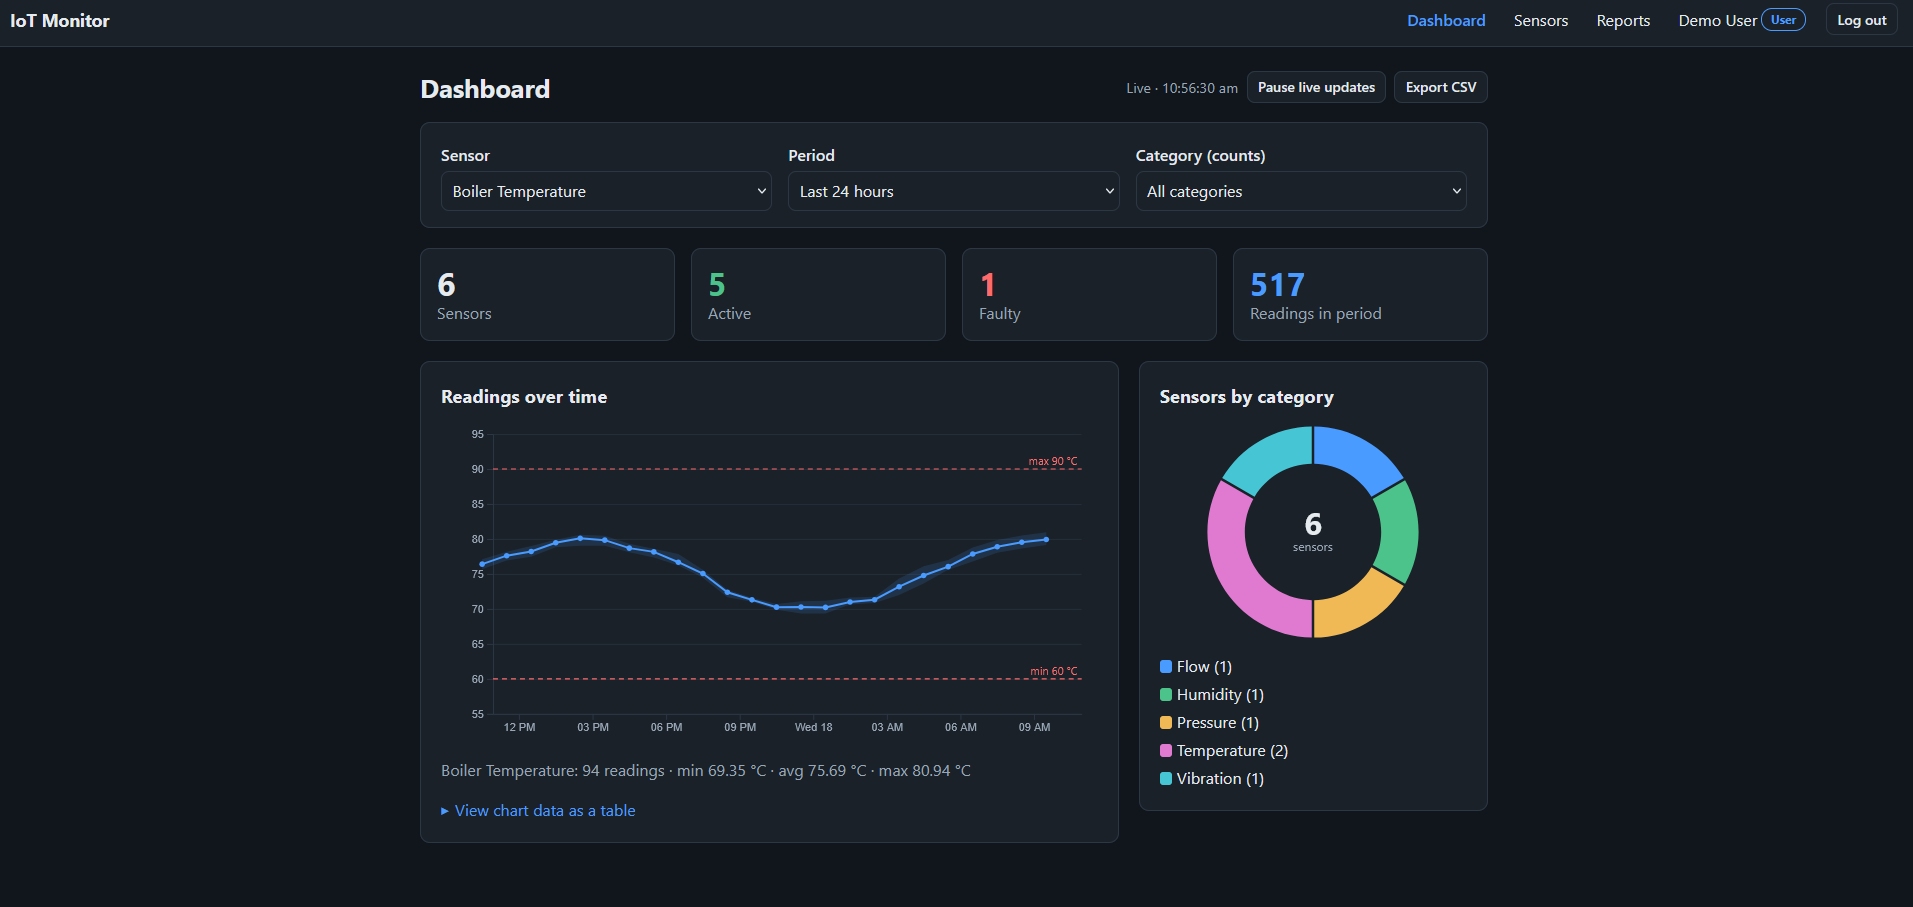 IoT Monitor
Dashboard Sensors Reports Demo User User Log out
Dashboard
Live · 10:56:30 am Pause live updates Export CSV
Sensor Period Category (counts)
Boiler Temperature Last 24 hours All categories
6 5 1 517
Sensors Active Faulty Readings in period
Readings over time
95
max 90 °C
90
85
80
75
70
65
min 60 °C
60
55
12 PM 03 PM 06 PM 09 PM Wed 18 03 AM 06 AM 09 AM
Boiler Temperature: 94 readings · min 69.35 °C · avg 75.69 °C · max 80.94 °C
▸ View chart data as a table
Sensors by category
6
sensors
Flow (1)
Humidity (1)
Pressure (1)
Temperature (2)
Vibration (1)